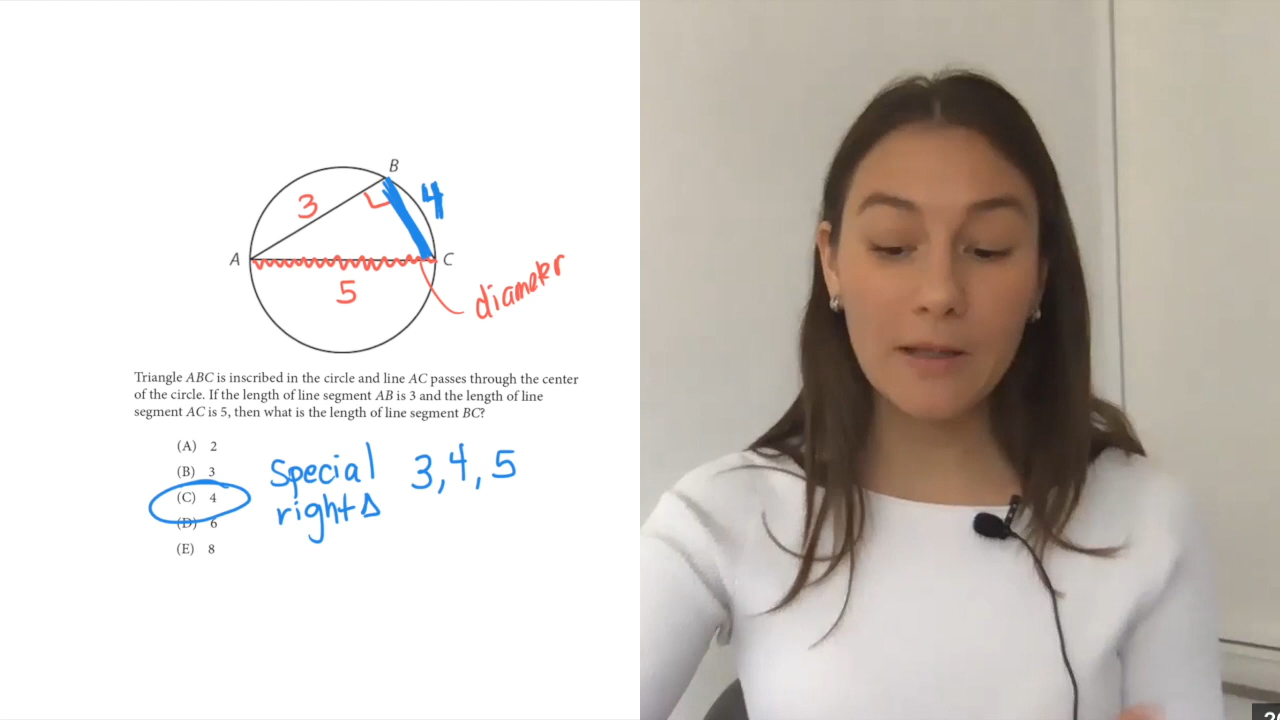 B
3
4
A
C
5
diameter
Triangle ABC is inscribed in the circle and line AC passes through the center
of the circle. If the length of line segment AB is 3 and the length of line
segment AC is 5, then what is the length of line segment BC?
(A) 2
(B) 3
(C) 4
(D) 6
(E) 8
special 3, 4, 5
right Δ